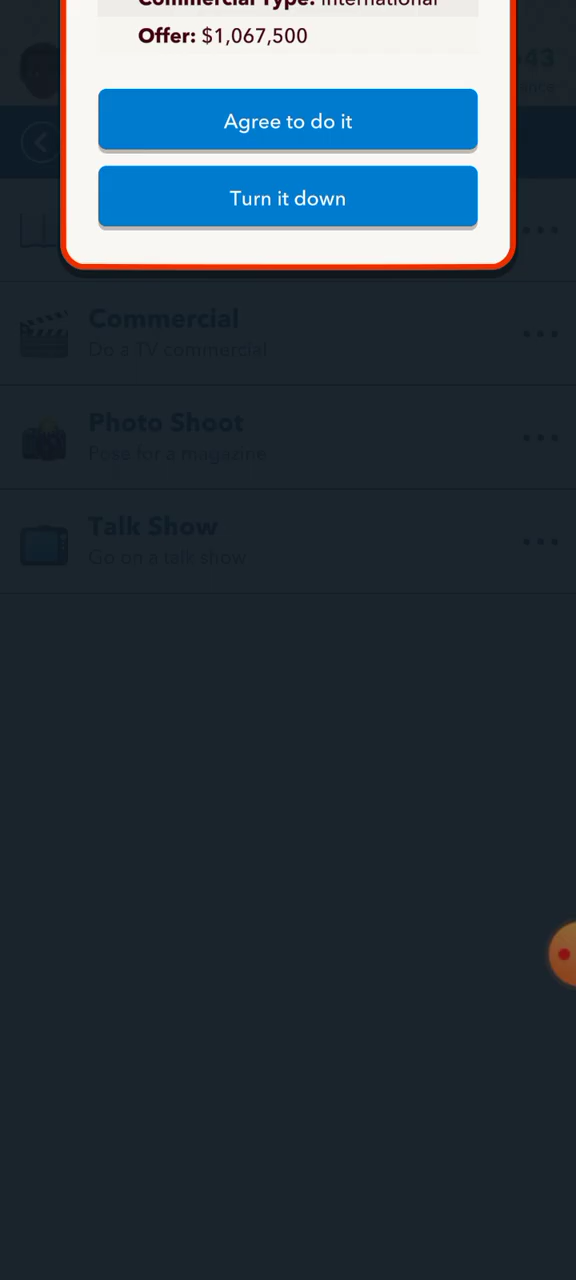 Commercial Type: International
Offer: $1,067,500
43
Agree to do it
Turn it down
Commercial
Do a TV commercial
Photo Shoot
Pose for a magazine
Talk Show
Go on a talk show